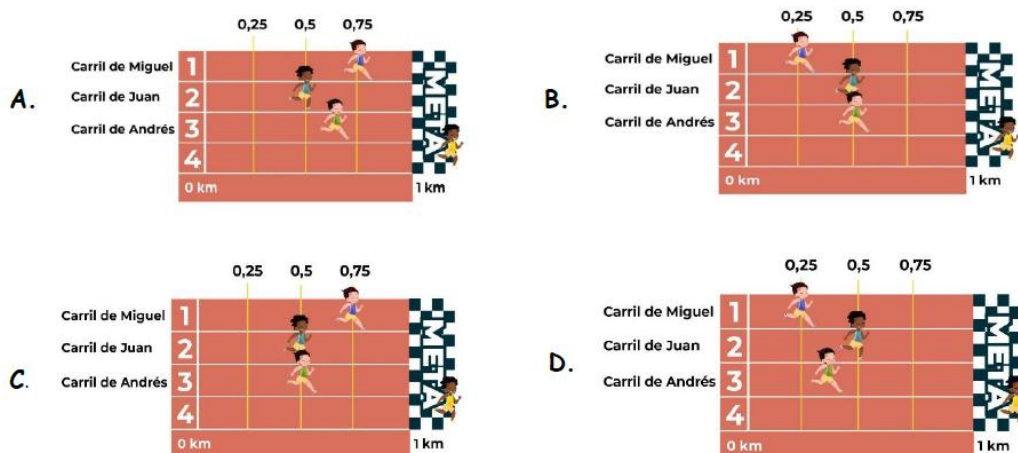 A.
0,25 0,5 0,75
Carril de Miguel 1
Carril de Juan 2
Carril de Andrés 3
4
META
0 km 1 km
B.
0,25 0,5 0,75
Carril de Miguel 1
Carril de Juan 2
Carril de Andrés 3
4
META
0 km 1 km
C.
0,25 0,5 0,75
Carril de Miguel 1
Carril de Juan 2
Carril de Andrés 3
4
META
0 km 1 km
D.
0,25 0,5 0,75
Carril de Miguel 1
Carril de Juan 2
Carril de Andrés 3
4
META
0 km 1 km